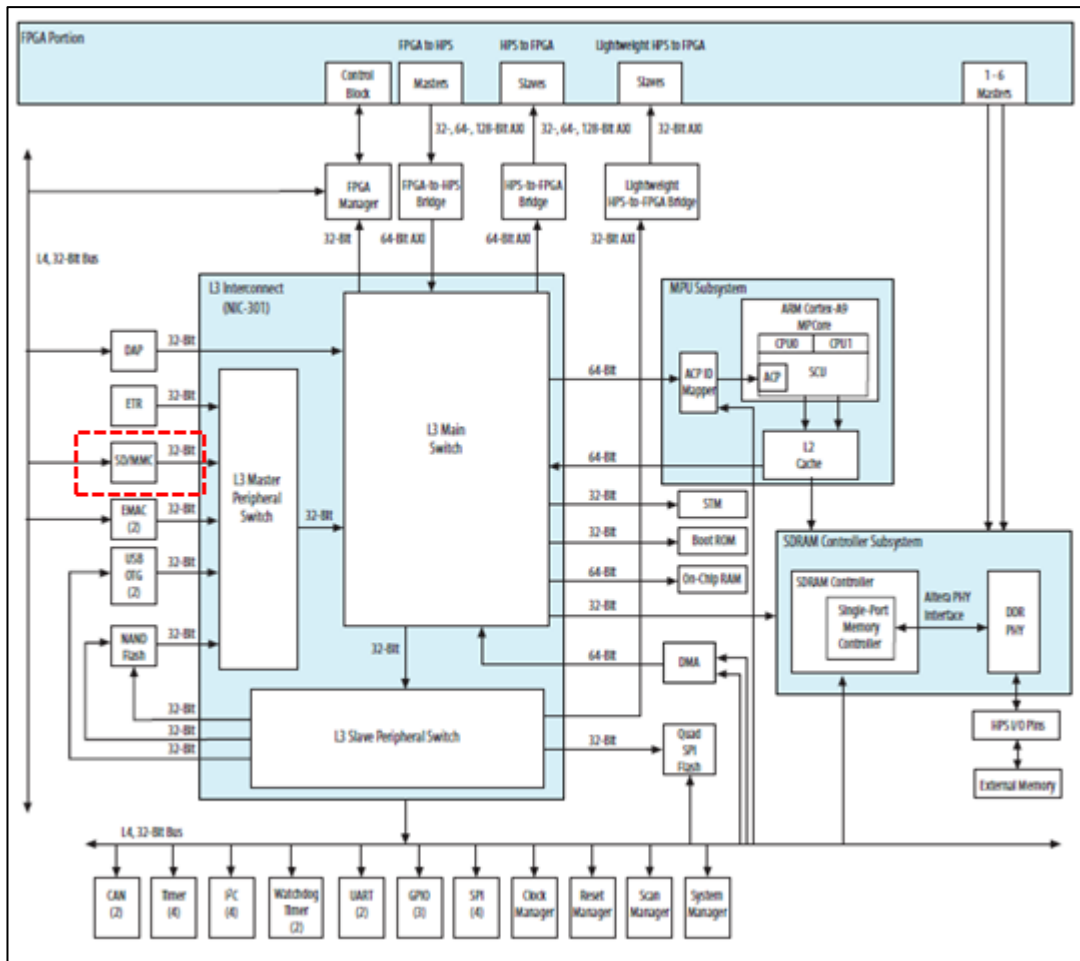 FPGA Portion
FPGA to HPS
HPS to FPGA
Lightweight HPS to FPGA
Control
Block
Masters
Slaves
Slaves
1 - 6
Masters
32-, 64-, 128-Bit AXI
32-, 64-, 128-Bit AXI
32-Bit AXI
FPGA
Manager
FPGA-to-HPS
Bridge
HPS-to-FPGA
Bridge
Lightweight
HPS-to-FPGA Bridge
32-Bit
64-Bit AXI
64-Bit AXI
32-Bit AXI
L4, 32-Bit Bus
L3 Interconnect
(NIC-301)
MPU Subsystem
ARM Cortex-A9
MPCore
CPU0
CPU1
ACP
SCU
ACP ID
Mapper
64-Bit
DAP
32-Bit
ETR
32-Bit
SD/MMC
32-Bit
EMAC
(2)
32-Bit
USB
OTG
(2)
32-Bit
NAND
Flash
32-Bit
L3 Master
Peripheral
Switch
32-Bit
L3 Main
Switch
L2
Cache
64-Bit
32-Bit
STM
32-Bit
Boot ROM
64-Bit
On-Chip RAM
32-Bit
64-Bit
DMA
SDRAM Controller Subsystem
SDRAM Controller
Single-Port
Memory
Controller
Altera PHY
Interface
DDR
PHY
HPS I/O Pins
External Memory
32-Bit
32-Bit
32-Bit
32-Bit
L3 Slave Peripheral Switch
32-Bit
Quad
SPI
Flash
L4, 32-Bit Bus
CAN
(2)
Timer
(4)
I²C
(4)
Watchdog
Timer
(2)
UART
(2)
GPIO
(3)
SPI
(4)
Clock
Manager
Reset
Manager
Scan
Manager
System
Manager